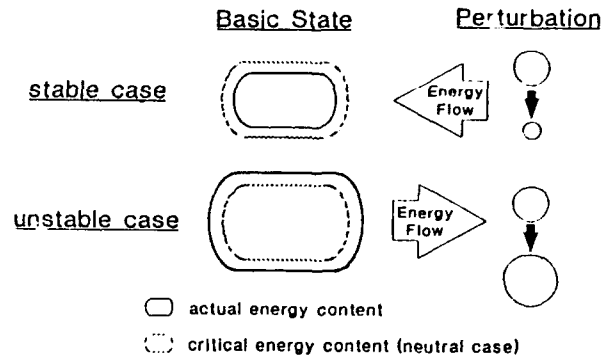 Basic State Perturbation
stable case
Energy
Flow
unstable case
Energy
Flow
actual energy content
critical energy content (neutral case)